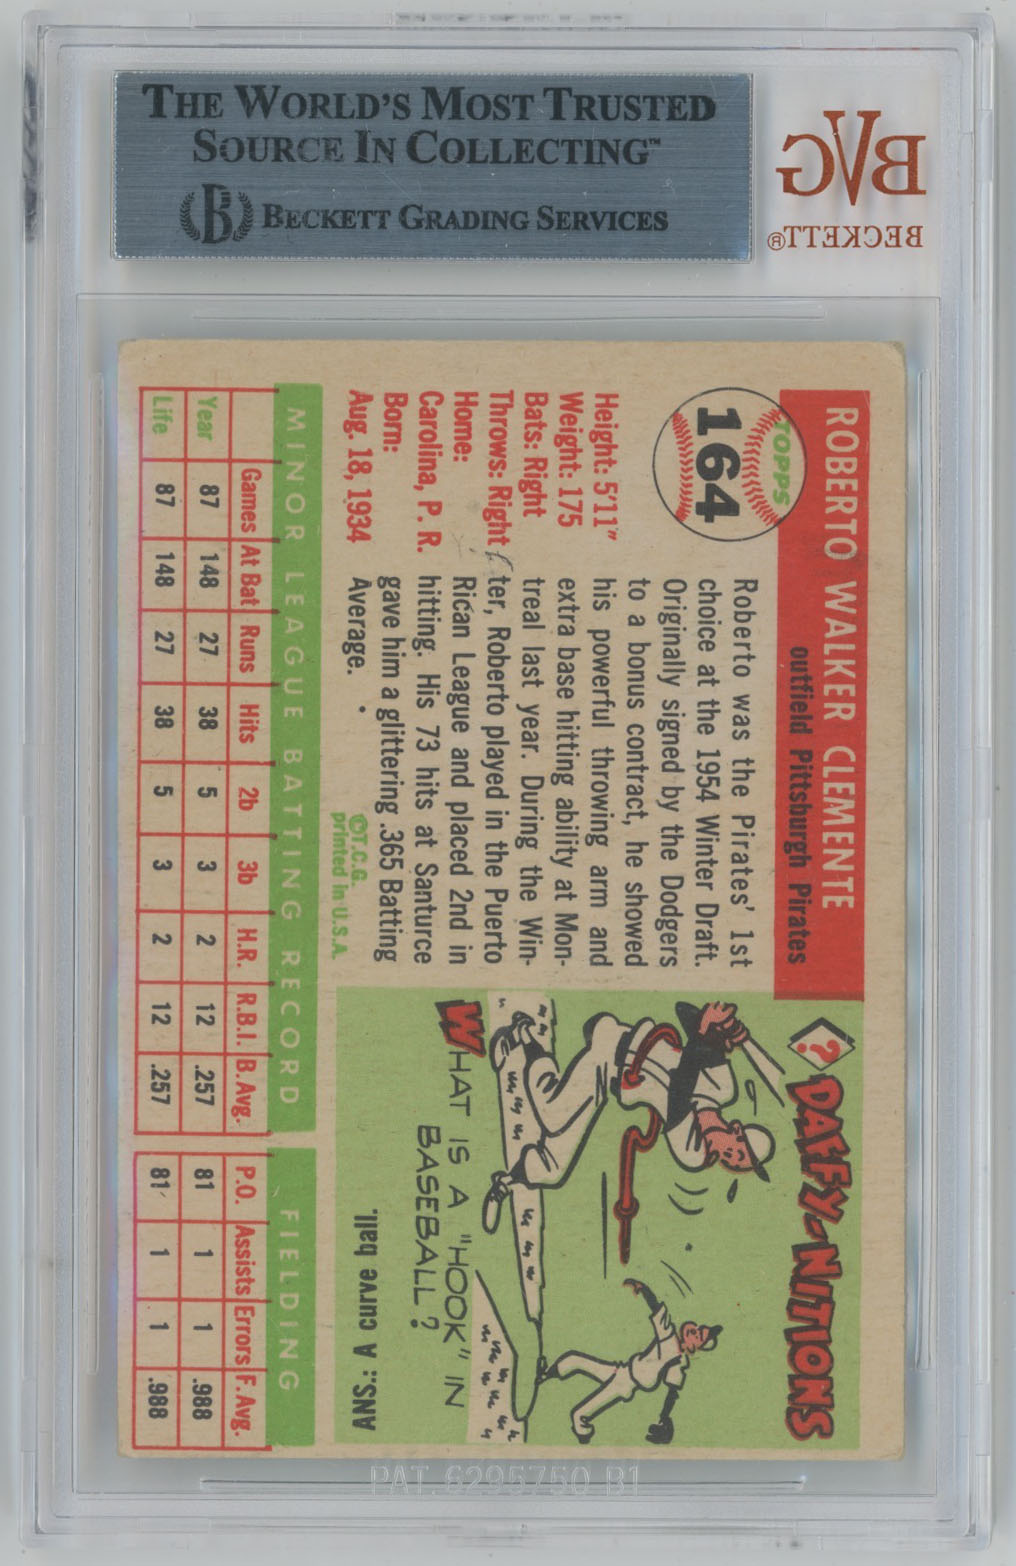 THE WORLD'S MOST TRUSTED
SOURCE IN COLLECTING™
BECKETT GRADING SERVICES
BVG
BECKETT®
TOPPS
164
ROBERTO WALKER CLEMENTE
outfield Pittsburgh Pirates
Height: 5'11"
Weight: 175
Bats: Right
Throws: Right
Home:
Carolina, P. R.
Born:
Aug. 18, 1934
Roberto was the Pirates' 1st
choice at the 1954 Winter Draft.
Originally signed by the Dodgers
to a bonus contract, he showed
his powerful throwing arm and
extra base hitting ability at Mon-
treal last year. During the Win-
ter, Roberto played in the Puerto
Rican League and placed 2nd in
hitting. His 73 hits at Santurce
gave him a glittering .365 Batting
Average.
©T.C.G.
printed in U.S.A.
?
DAFFY-NITIONS
WHAT IS A "HOOK" IN
BASEBALL?
ANS: A curve ball.
MINOR LEAGUE BATTING RECORD FIELDING
Games At Bat Runs Hits 2b 3b H.R. R.B.I. B. Avg. P.O. Assists Errors F. Avg.
Year 87 148 27 38 5 3 2 12 .257 81 1 1 .988
Life 87 148 27 38 5 3 2 12 .257 81 1 1 .988
PAT. 6295750 B1